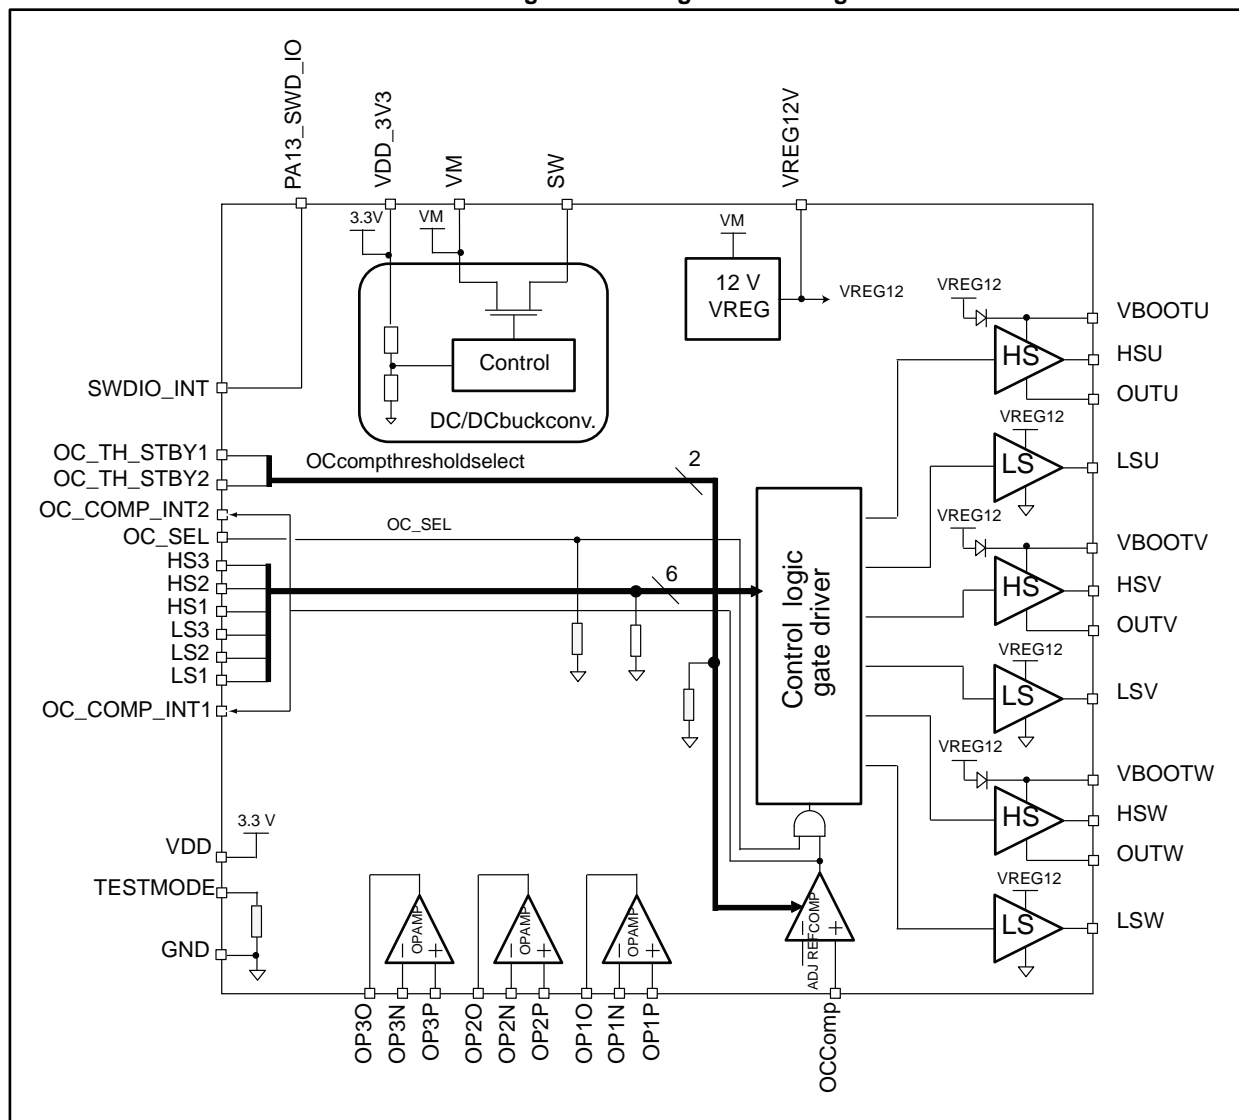 PA13_SWD_IO
VDD_3V3
VM
SW
VREG12V
3.3V
VM
VM
12 V
VREG
VREG12
Control
DC/DCbuckconv.
SWDIO_INT
OC_TH_STBY1
OC_TH_STBY2
OC_COMP_INT2
OC_SEL
HS3
HS2
HS1
LS3
LS2
LS1
OC_COMP_INT1
OCcompthresholdselect
2
OC_SEL
6
Control logic
gate driver
VREG12
HS
VBOOTU
HSU
OUTU
VREG12
LS
LSU
VREG12
HS
VBOOTV
HSV
OUTV
VREG12
LS
LSV
VREG12
HS
VBOOTW
HSW
OUTW
VREG12
LS
LSW
VDD
3.3 V
TESTMODE
GND
OPAMP
− +
OPAMP
− +
OPAMP
− +
ADJ REFCOMP
− +
OP3O
OP3N
OP3P
OP2O
OP2N
OP2P
OP1O
OP1N
OP1P
OCComp